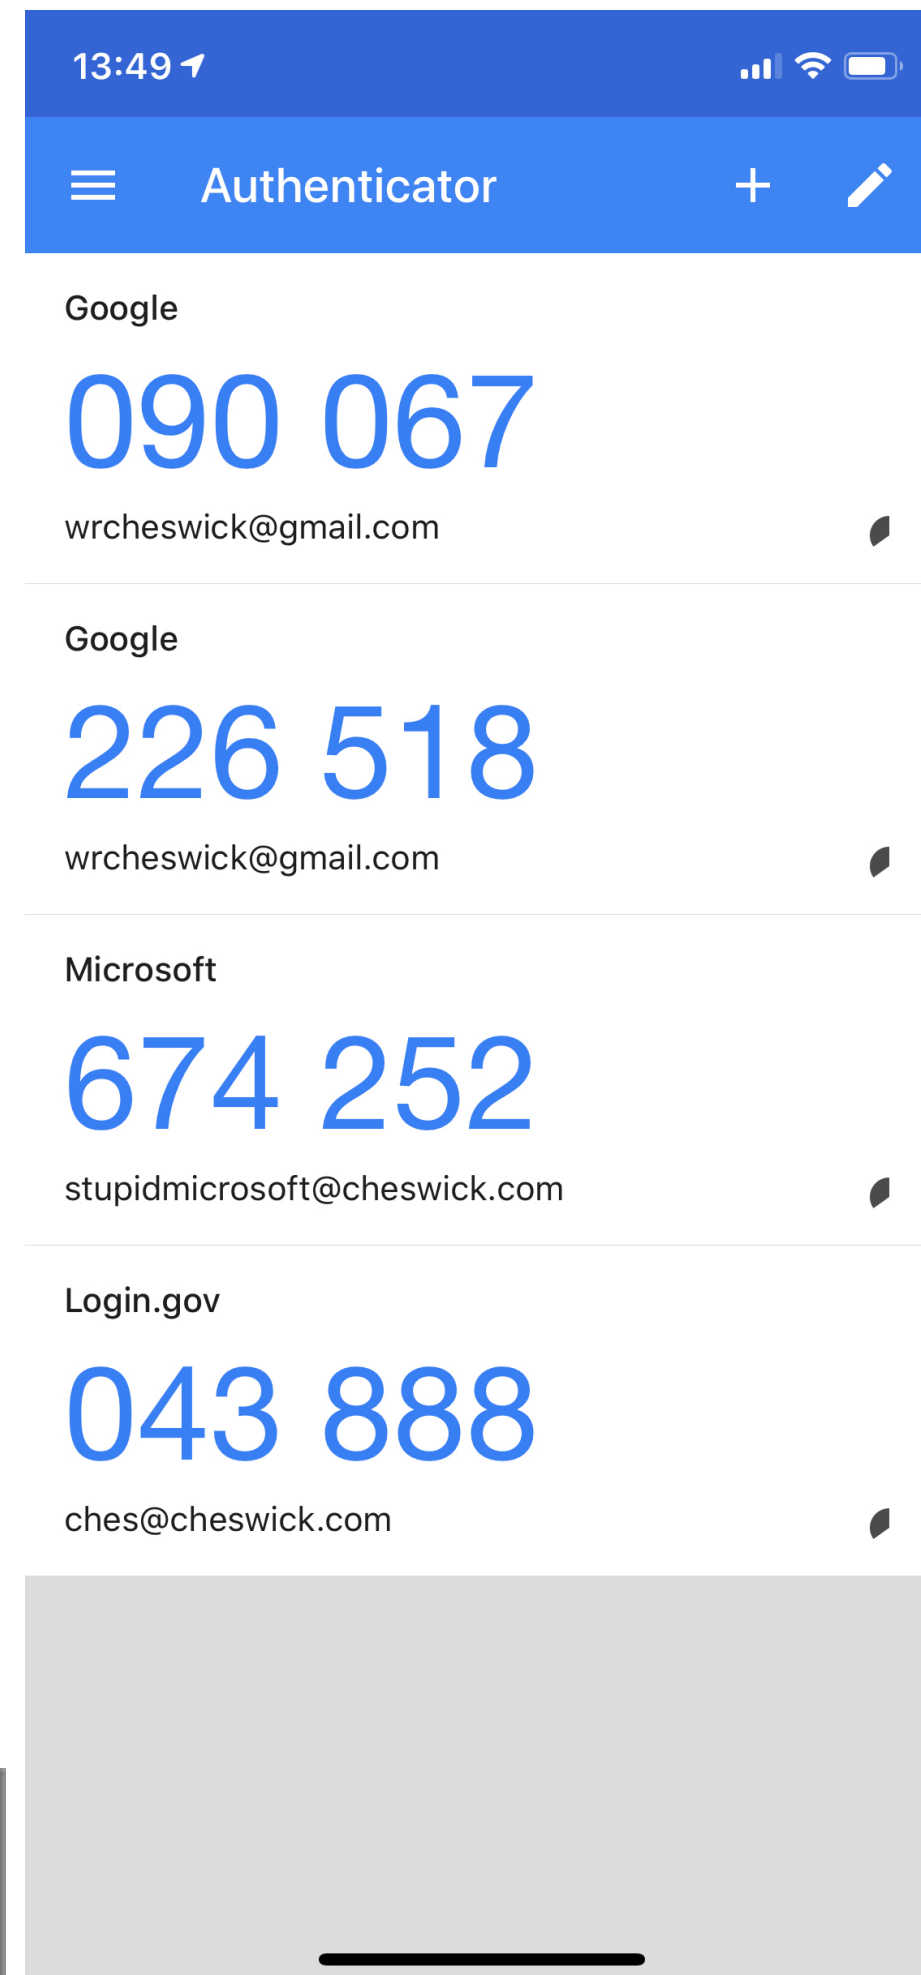 13:49
Authenticator
Google
090 067
wrcheswick@gmail.com
Google
226 518
wrcheswick@gmail.com
Microsoft
674 252
stupidmicrosoft@cheswick.com
Login.gov
043 888
ches@cheswick.com